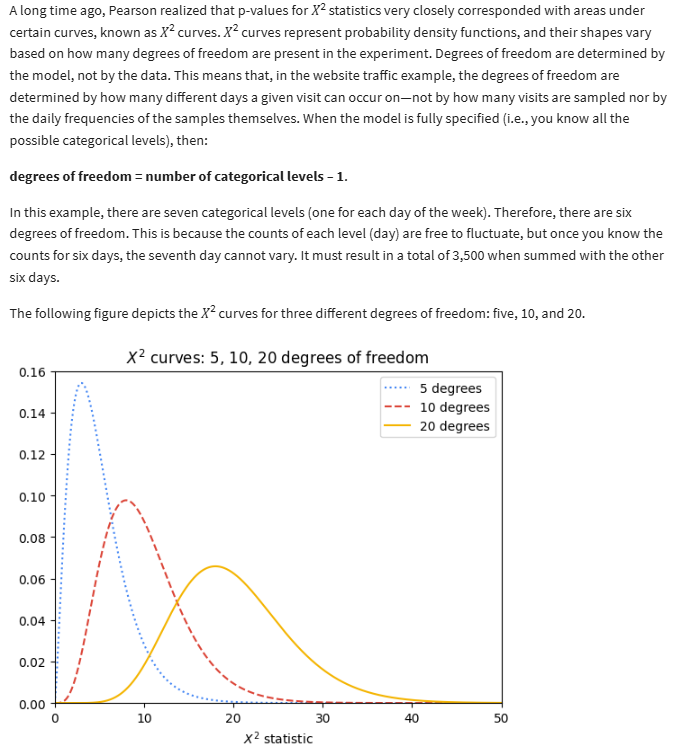 A long time ago, Pearson realized that p-values for X² statistics very closely corresponded with areas under
certain curves, known as X² curves. X² curves represent probability density functions, and their shapes vary
based on how many degrees of freedom are present in the experiment. Degrees of freedom are determined by
the model, not by the data. This means that, in the website traffic example, the degrees of freedom are
determined by how many different days a given visit can occur on—not by how many visits are sampled nor by
the daily frequencies of the samples themselves. When the model is fully specified (i.e., you know all the
possible categorical levels), then:
degrees of freedom = number of categorical levels – 1.
In this example, there are seven categorical levels (one for each day of the week). Therefore, there are six
degrees of freedom. This is because the counts of each level (day) are free to fluctuate, but once you know the
counts for six days, the seventh day cannot vary. It must result in a total of 3,500 when summed with the other
six days.
The following figure depicts the X² curves for three different degrees of freedom: five, 10, and 20.
X² curves: 5, 10, 20 degrees of freedom
0.16
0.14
0.12
0.10
0.08
0.06
0.04
0.02
0.00
5 degrees
10 degrees
20 degrees
0 10 20 30 40 50
X² statistic